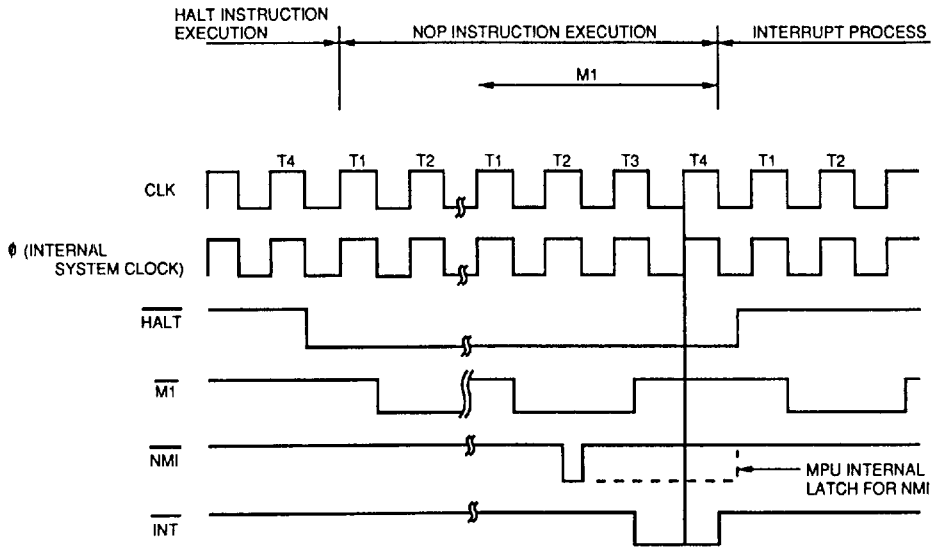 HALT INSTRUCTION
EXECUTION
NOP INSTRUCTION EXECUTION
INTERRUPT PROCESS
M1
T4 T1 T2 T1 T2 T3 T4 T1 T2
CLK
ϕ (INTERNAL
SYSTEM CLOCK)
HALT
M1
NMI
MPU INTERNAL
LATCH FOR NMI
INT